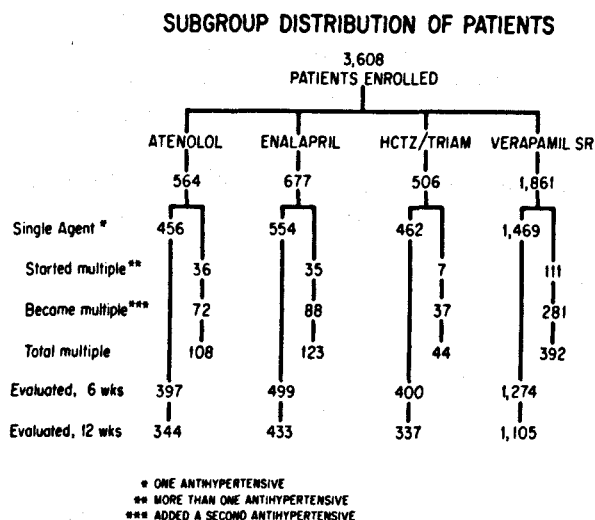 SUBGROUP DISTRIBUTION OF PATIENTS
3,608
PATIENTS ENROLLED
ATENOLOL ENALAPRIL HCTZ/TRIAM VERAPAMIL SR
564 677 506 1,861
Single Agent * 456 554 462 1,469
Started multiple** 36 35 7 111
Became multiple*** 72 88 37 281
Total multiple 108 123 44 392
Evaluated, 6 wks 397 499 400 1,274
Evaluated, 12 wks 344 433 337 1,105
* ONE ANTIHYPERTENSIVE
** MORE THAN ONE ANTIHYPERTENSIVE
*** ADDED A SECOND ANTIHYPERTENSIVE